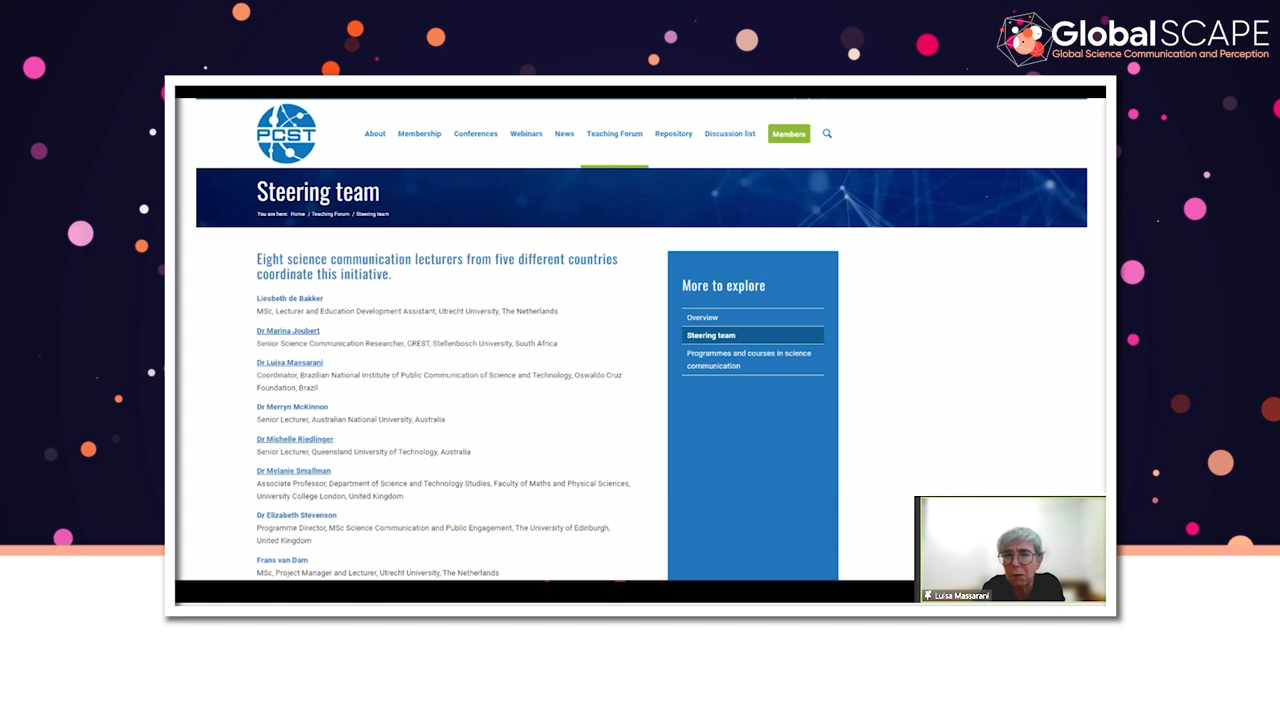 GlobalSCAPE
Global Science Communication and Perception
PCST
About Membership Conferences Webinars News Teaching Forum Repository Discussion list Members
Steering team
You are here: Home / Teaching Forum / Steering team
Eight science communication lecturers from five different countries
coordinate this initiative.
Liesbeth de Bakker
MSc, Lecturer and Education Development Assistant, Utrecht University, The Netherlands
Dr Marina Joubert
Senior Science Communication Researcher, CREST, Stellenbosch University, South Africa
Dr Luisa Massarani
Coordinator, Brazilian National Institute of Public Communication of Science and Technology, Oswaldo Cruz
Foundation, Brazil
Dr Merryn McKinnon
Senior Lecturer, Australian National University, Australia
Dr Michelle Riedlinger
Senior Lecturer, Queensland University of Technology, Australia
Dr Melanie Smallman
Associate Professor, Department of Science and Technology Studies, Faculty of Maths and Physical Sciences,
University College London, United Kingdom
Dr Elizabeth Stevenson
Programme Director, MSc Science Communication and Public Engagement, The University of Edinburgh,
United Kingdom
Frans van Dam
MSc, Project Manager and Lecturer, Utrecht University, The Netherlands
More to explore
Overview
Steering team
Programmes and courses in science
communication
Luisa Massarani